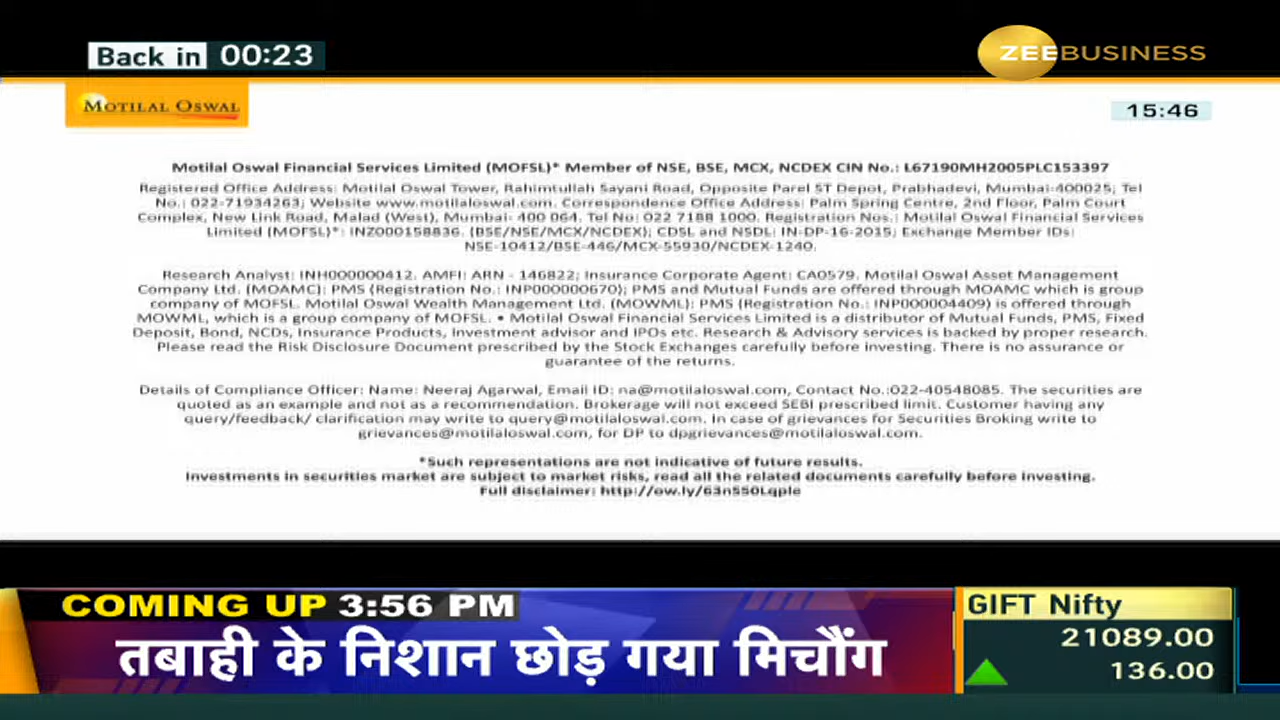 Back in 00:23
ZEEBUSINESS
MOTILAL OSWAL
15:46
Motilal Oswal Financial Services Limited (MOFSL)* Member of NSE, BSE, MCX, NCDEX CIN No.: L67190MH2005PLC153397
Registered Office Address: Motilal Oswal Tower, Rahimtullah Sayani Road, Opposite Parel ST Depot, Prabhadevi, Mumbai-400025; Tel
No.: 022-71934263; Website www.motilaloswal.com. Correspondence Office Address: Palm Spring Centre, 2nd Floor, Palm Court
Complex, New Link Road, Malad (West), Mumbai- 400 064. Tel No: 022 7188 1000. Registration Nos.: Motilal Oswal Financial Services
Limited (MOFSL)*: INZ000158836. (BSE/NSE/MCX/NCDEX); CDSL and NSDL: IN-DP-16-2015; Exchange Member IDs:
NSE-10412/BSE-446/MCX-55930/NCDEX-1240.
Research Analyst: INH000000412. AMFI: ARN - 146822; Insurance Corporate Agent: CA0579. Motilal Oswal Asset Management
Company Ltd. (MOAMC): PMS (Registration No.: INP000000670); PMS and Mutual Funds are offered through MOAMC which is group
company of MOFSL. Motilal Oswal Wealth Management Ltd. (MOWML): PMS (Registration No.: INP000004409) is offered through
MOWML, which is a group company of MOFSL. • Motilal Oswal Financial Services Limited is a distributor of Mutual Funds, PMS, Fixed
Deposit, Bond, NCDs, Insurance Products, Investment advisor and IPOs etc. Research & Advisory services is backed by proper research.
Please read the Risk Disclosure Document prescribed by the Stock Exchanges carefully before investing. There is no assurance or
guarantee of the returns.
Details of Compliance Officer: Name: Neeraj Agarwal, Email ID: na@motilaloswal.com, Contact No.:022-40548085. The securities are
quoted as an example and not as a recommendation. Brokerage will not exceed SEBI prescribed limit. Customer having any
query/feedback/ clarification may write to query@motilaloswal.com. In case of grievances for Securities Broking write to
grievances@motilaloswal.com, for DP to dpgrievances@motilaloswal.com.
*Such representations are not indicative of future results.
Investments in securities market are subject to market risks, read all the related documents carefully before investing.
Full disclaimer: http://ow.ly/63n550Lqple
COMING UP 3:56 PM
तबाही के निशान छोड़ गया मिचौंग
GIFT Nifty
21089.00
136.00